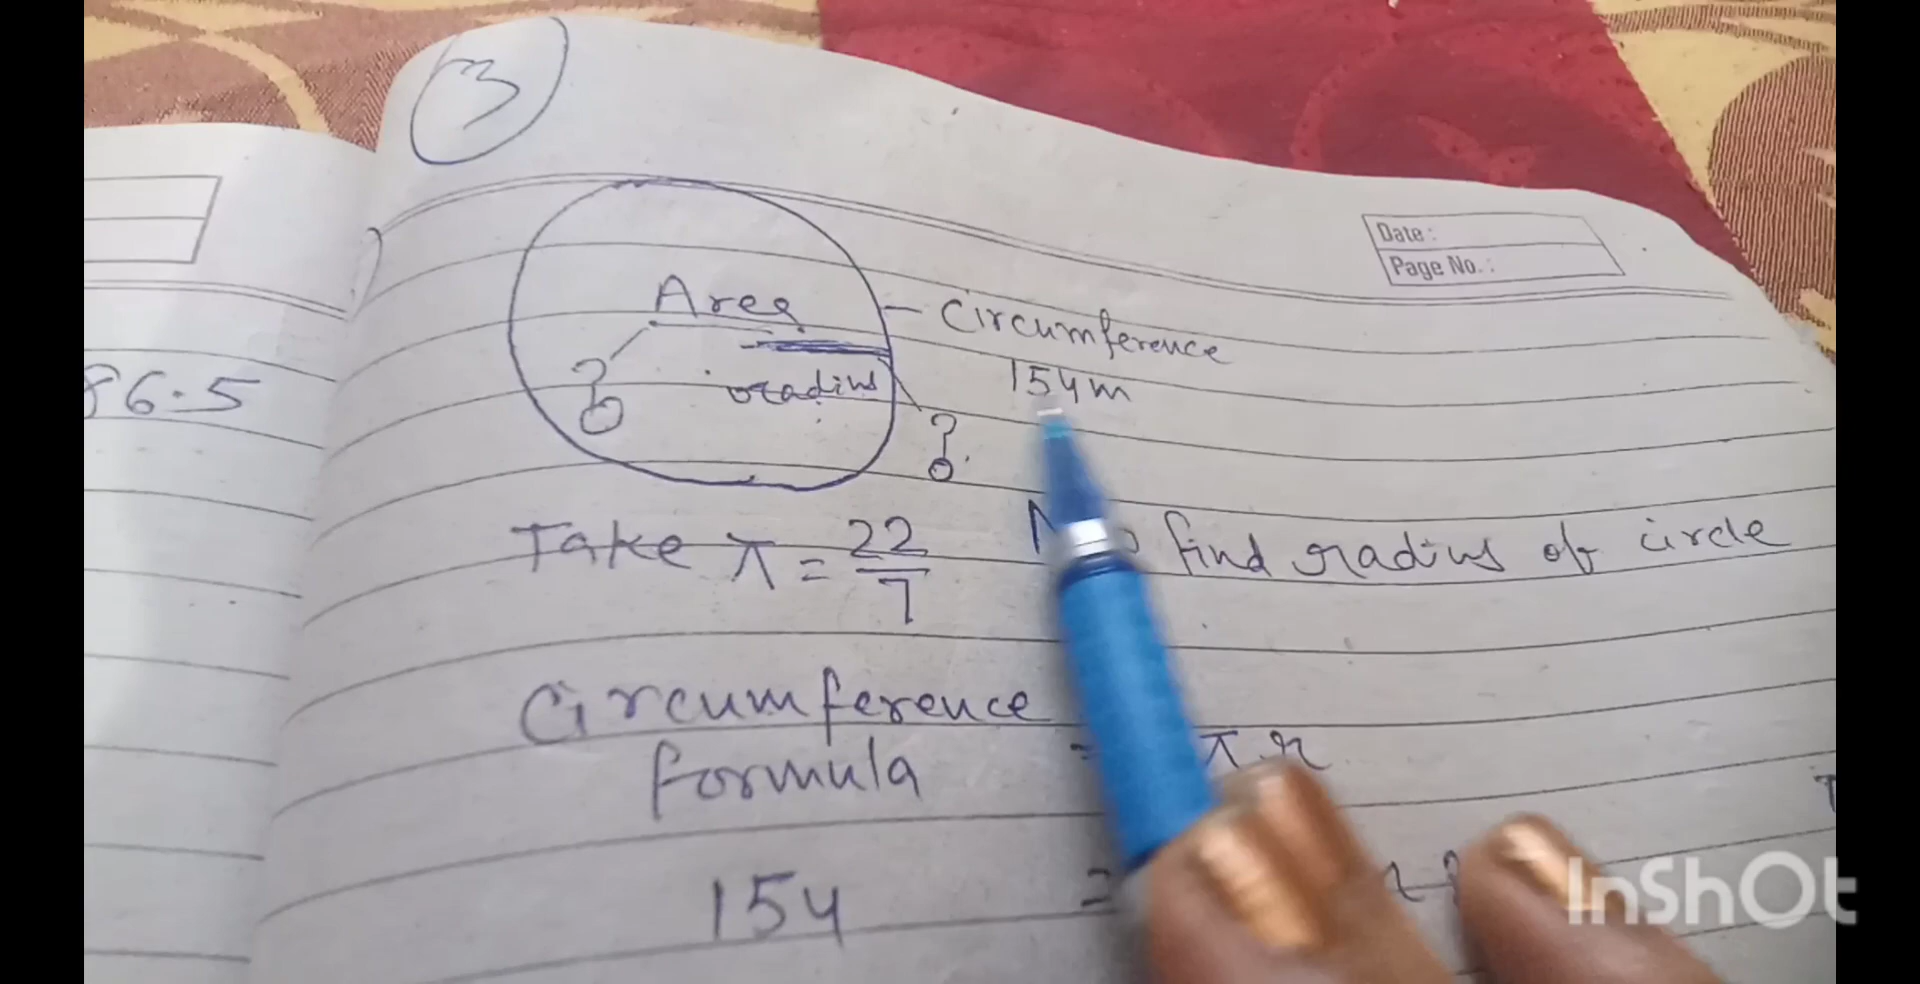 3
Date:
Page No.:
Area
Circumference
154m
radius
?
?
86.5
Take π = 22/7
find radius of circle
Circumference
formula
= π.r
154 =
InShOt